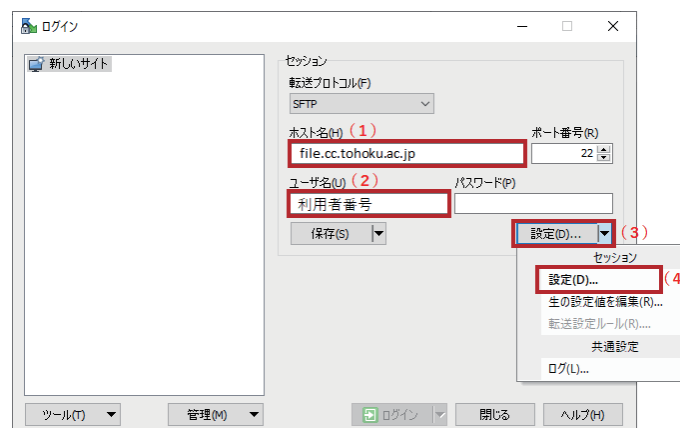 ログイン
新しいサイト
セッション
転送プロトコル(F)
SFTP
ホスト名(H) (1)
ポート番号(R)
file.cc.tohoku.ac.jp
22
ユーザ名(U) (2)
パスワード(P)
利用者番号
保存(S)
設定(D)... (3)
セッション
設定(D)... (4
生の設定値を編集(R)...
転送設定ルール(R)....
共通設定
ログ(L)...
ツール(T)
管理(M)
ログイン
閉じる
ヘルプ(H)